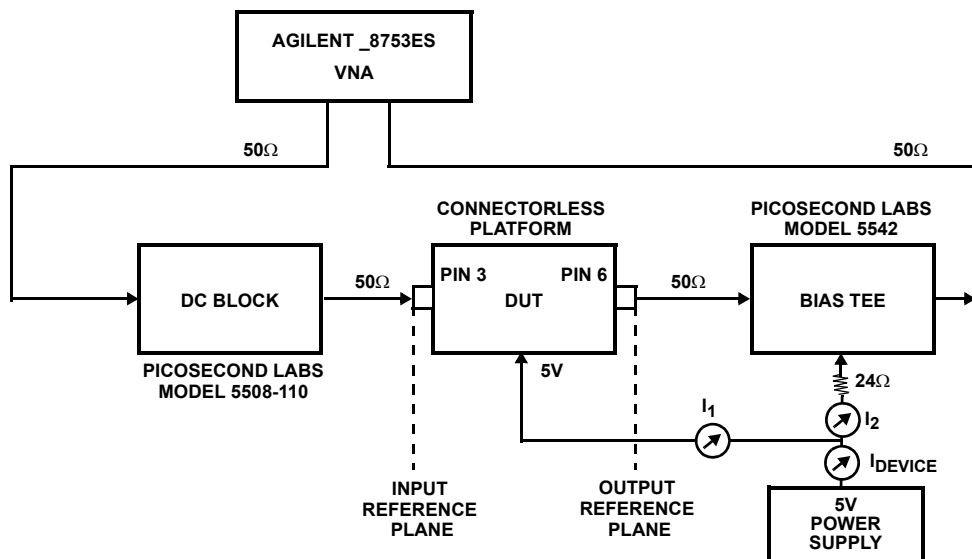 AGILENT _8753ES
VNA
50Ω
50Ω
CONNECTORLESS
PLATFORM
PICOSECOND LABS
MODEL 5542
DC BLOCK
50Ω
PIN 3
PIN 6
DUT
50Ω
BIAS TEE
PICOSECOND LABS
MODEL 5508-110
5V
24Ω
I1
I2
IDEVICE
INPUT
REFERENCE
PLANE
OUTPUT
REFERENCE
PLANE
5V
POWER
SUPPLY